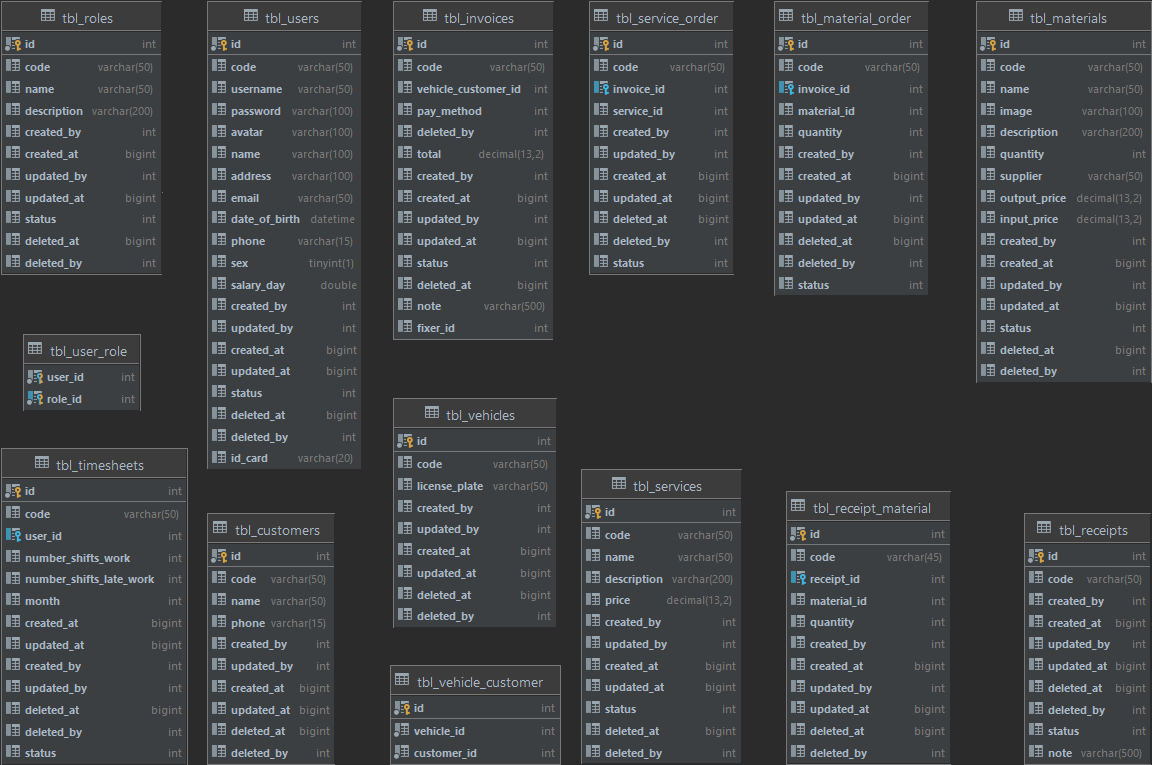 tbl_roles
id int
code varchar(50)
name varchar(50)
description varchar(200)
created_by int
created_at bigint
updated_by int
updated_at bigint
status int
deleted_at bigint
deleted_by int
tbl_users
id int
code varchar(50)
username varchar(50)
password varchar(100)
avatar varchar(100)
name varchar(100)
address varchar(100)
email varchar(50)
date_of_birth datetime
phone varchar(15)
sex tinyint(1)
salary_day double
created_by int
updated_by int
created_at bigint
updated_at bigint
status int
deleted_at bigint
deleted_by int
id_card varchar(20)
tbl_invoices
id int
code varchar(50)
vehicle_customer_id int
pay_method int
deleted_by int
total decimal(13,2)
created_by int
created_at bigint
updated_by int
updated_at bigint
status int
deleted_at bigint
note varchar(500)
fixer_id int
tbl_service_order
id int
code varchar(50)
invoice_id int
service_id int
created_by int
updated_by int
created_at bigint
updated_at bigint
deleted_at bigint
deleted_by int
status int
tbl_material_order
id int
code varchar(50)
invoice_id int
material_id int
quantity int
created_by int
created_at bigint
updated_by int
updated_at bigint
deleted_at bigint
deleted_by int
status int
tbl_materials
id int
code varchar(50)
name varchar(50)
image varchar(100)
description varchar(200)
quantity int
supplier varchar(50)
output_price decimal(13,2)
input_price decimal(13,2)
created_by int
created_at bigint
updated_by int
updated_at bigint
status int
deleted_at bigint
deleted_by int
tbl_user_role
user_id int
role_id int
tbl_timesheets
id int
code varchar(50)
user_id int
number_shifts_work int
number_shifts_late_work int
month int
created_at bigint
updated_at bigint
created_by int
updated_by int
deleted_at bigint
deleted_by int
status int
tbl_customers
id int
code varchar(50)
name varchar(50)
phone varchar(15)
created_by int
updated_by int
created_at bigint
updated_at bigint
deleted_at bigint
deleted_by int
tbl_vehicles
id int
code varchar(50)
license_plate varchar(50)
created_by int
updated_by int
created_at bigint
updated_at bigint
deleted_at bigint
deleted_by int
tbl_vehicle_customer
id int
vehicle_id int
customer_id int
tbl_services
id int
code varchar(50)
name varchar(50)
description varchar(200)
price decimal(13,2)
created_by int
updated_by int
created_at bigint
updated_at bigint
status int
deleted_at bigint
deleted_by int
tbl_receipt_material
id int
code varchar(45)
receipt_id int
material_id int
quantity int
created_by int
created_at bigint
updated_by int
updated_at bigint
deleted_at bigint
deleted_by int
tbl_receipts
id int
code varchar(50)
created_by int
created_at bigint
updated_by int
updated_at bigint
deleted_at bigint
deleted_by int
status int
note varchar(500)